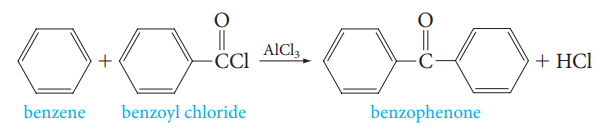 O O
+ CCl AlCl₃ C + HCl
benzene benzoyl chloride benzophenone